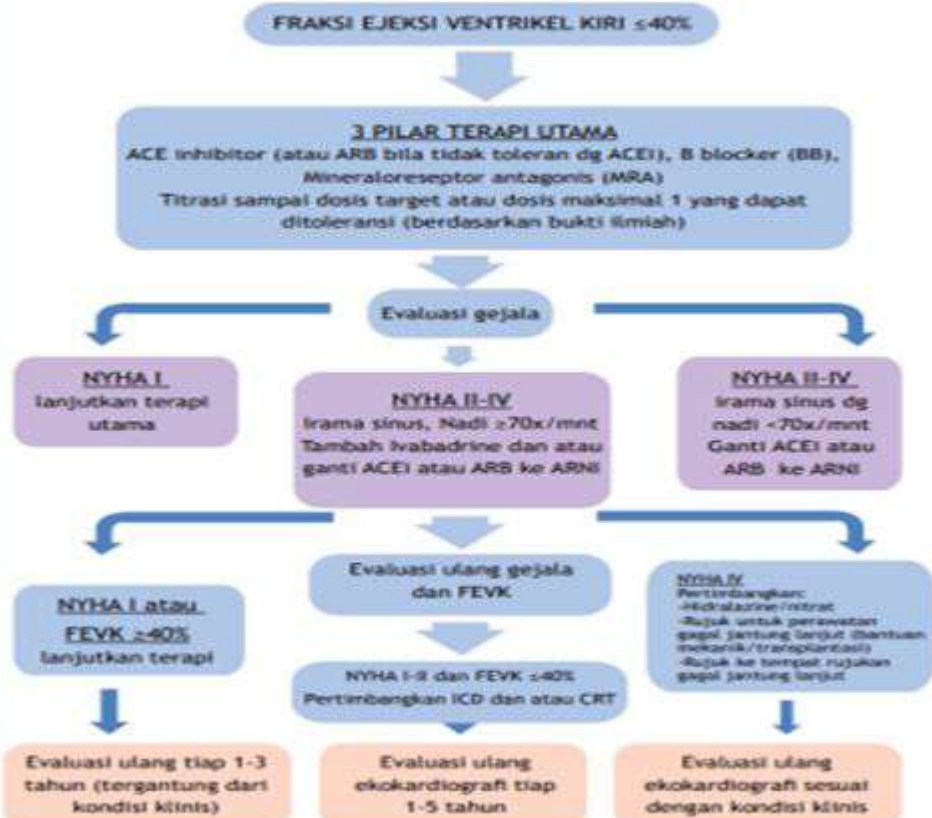 FRAKSI EJEKSI VENTRIKEL KIRI ≤40%
3 PILAR TERAPI UTAMA
ACE inhibitor (atau ARB bila tidak toleran dg ACEI), B blocker (BB),
Mineraloreseptor antagonis (MRA)
Titrasi sampai dosis target atau dosis maksimal 1 yang dapat
ditoleransi (berdasarkan bukti ilmiah)
Evaluasi gejala
NYHA I
lanjutkan terapi
utama
NYHA II-IV
Irama sinus, Nadi ≥70x/mnt
Tambah Ivabadrine dan atau
ganti ACEI atau ARB ke ARNI
NYHA II-IV
Irama sinus dg
nadi <70x/mnt
Ganti ACEI atau
ARB ke ARNI
NYHA I atau
FEVK ≥40%
lanjutkan terapi
Evaluasi ulang gejala
dan FEVK
NYHA I-II dan FEVK ≤40%
Pertimbangkan ICD dan atau CRT
NYHA IV
Pertimbangkan:
-Hidralazine/nitrat
-Rujuk untuk perawatan
gagal jantung lanjut (bantuan
mekanik/transplantasi)
-Rujuk ke tempat rujukan
gagal jantung lanjut
Evaluasi ulang tiap 1-3
tahun (tergantung dari
kondisi klinis)
Evaluasi ulang
ekokardiografi tiap
1-5 tahun
Evaluasi ulang
ekokardiografi sesuai
dengan kondisi klinis